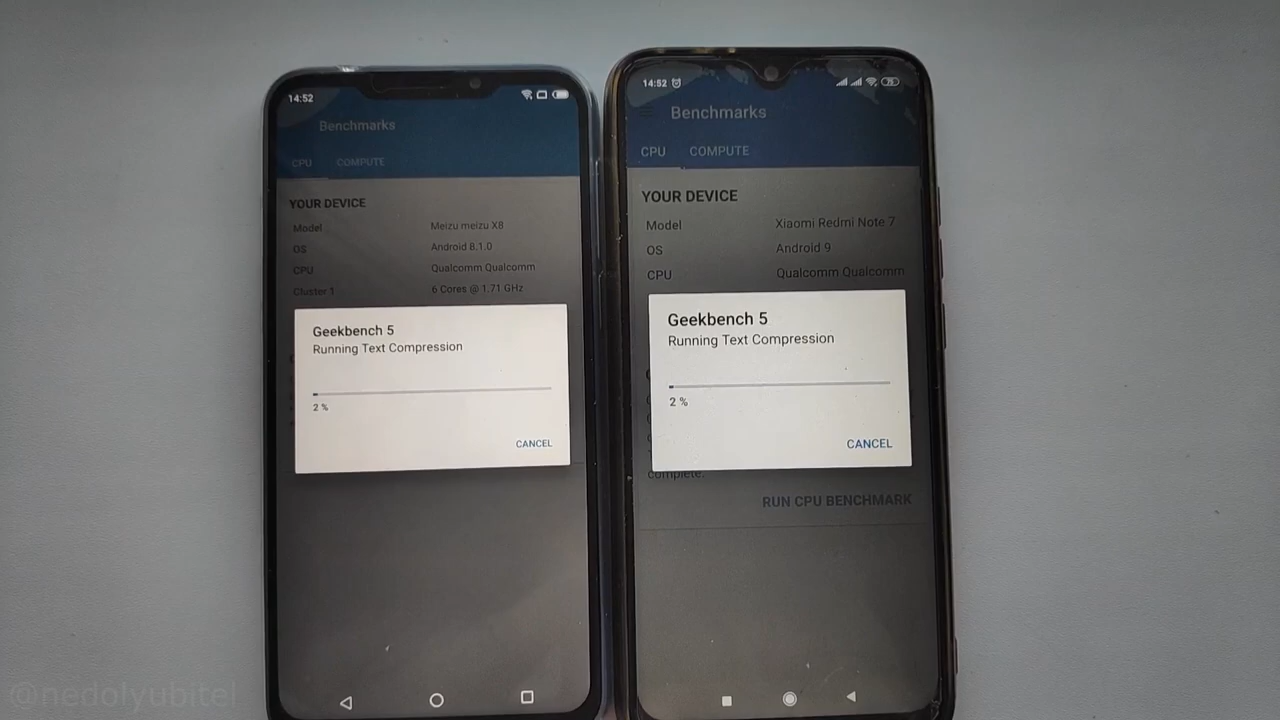 14:52
Benchmarks
CPU COMPUTE
YOUR DEVICE
Model Meizu meizu X8
OS Android 8.1.0
CPU Qualcomm Qualcomm
Cluster 1 6 Cores @ 1.71 GHz
Geekbench 5
Running Text Compression
2 %
CANCEL
14:52
Benchmarks
CPU COMPUTE
YOUR DEVICE
Model Xiaomi Redmi Note 7
OS Android 9
CPU Qualcomm Qualcomm
Geekbench 5
Running Text Compression
2 %
CANCEL
complete.
RUN CPU BENCHMARK
@nedolyubitel